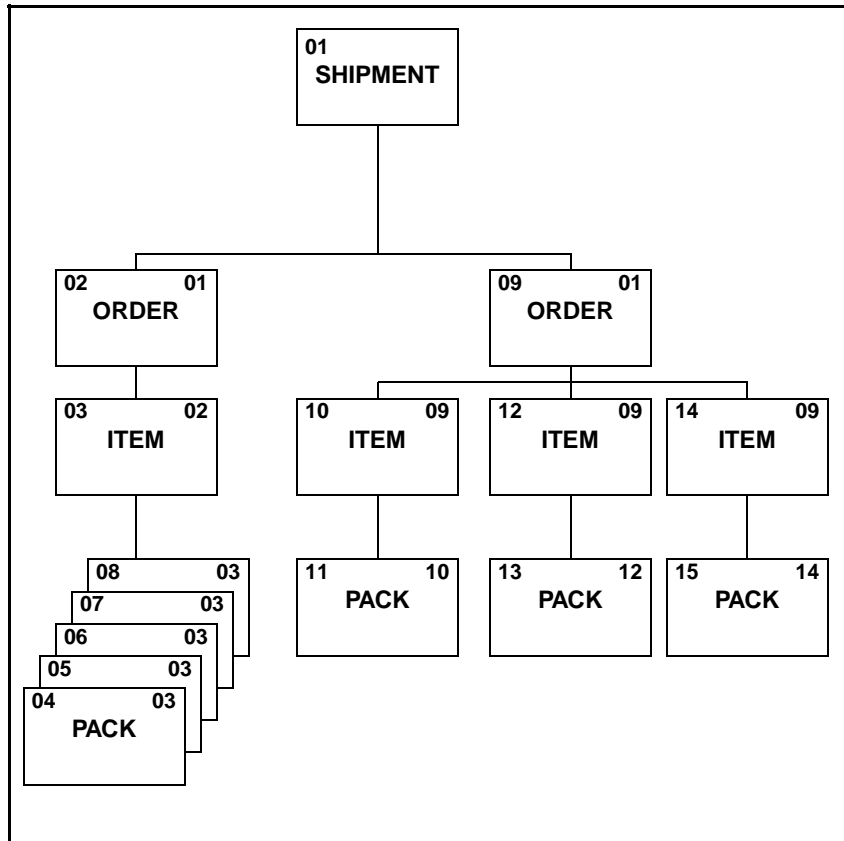 01
SHIPMENT
02 01
ORDER
09 01
ORDER
03 02
ITEM
10 09
ITEM
12 09
ITEM
14 09
ITEM
08 03
07 03
06 03
05 03
04 03
PACK
11 10
PACK
13 12
PACK
15 14
PACK